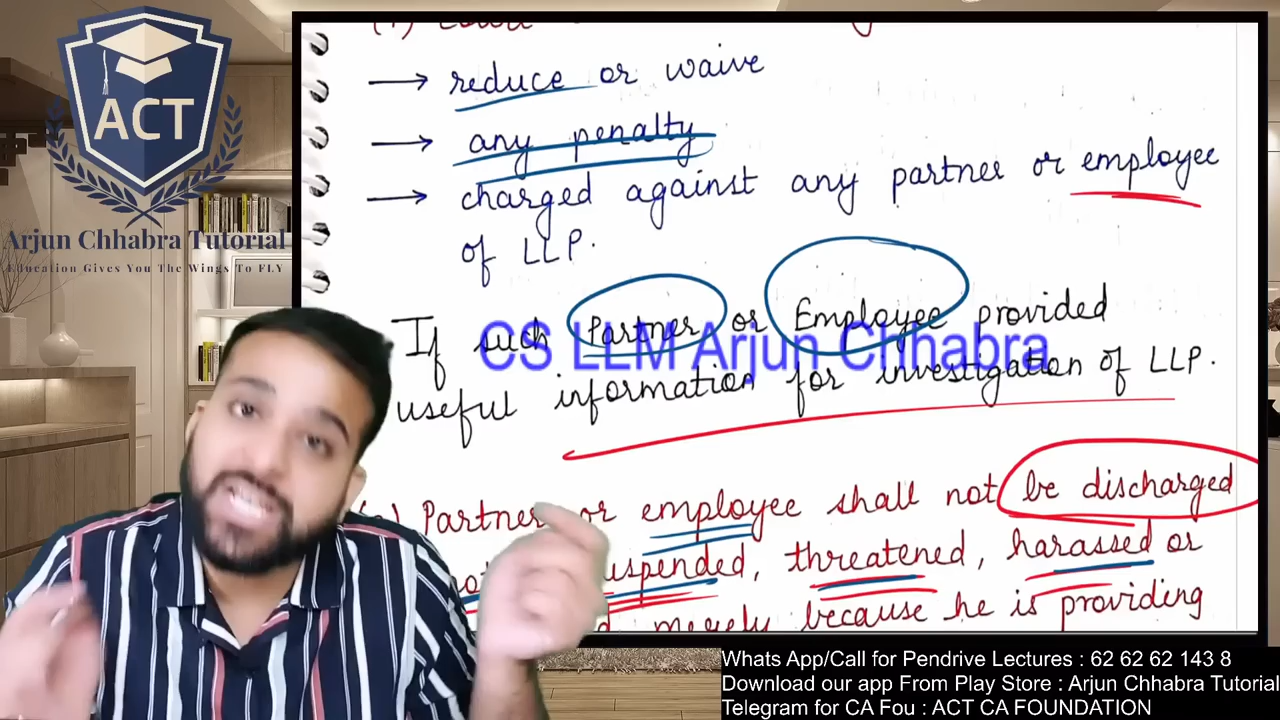 ACT
Arjun Chhabra Tutorial
Education Gives You The Wings To FLY
→ reduce or waive
→ any penalty
→ charged against any partner or employee
of LLP.
If such Partner or Employee provided
useful information for investigation of LLP.
CS LLM Arjun Chhabra
Partner or employee shall not be discharged
suspended, threatened, harassed or
merely because he is providing
Whats App/Call for Pendrive Lectures : 62 62 62 143 8
Download our app From Play Store : Arjun Chhabra Tutorial
Telegram for CA Fou : ACT CA FOUNDATION